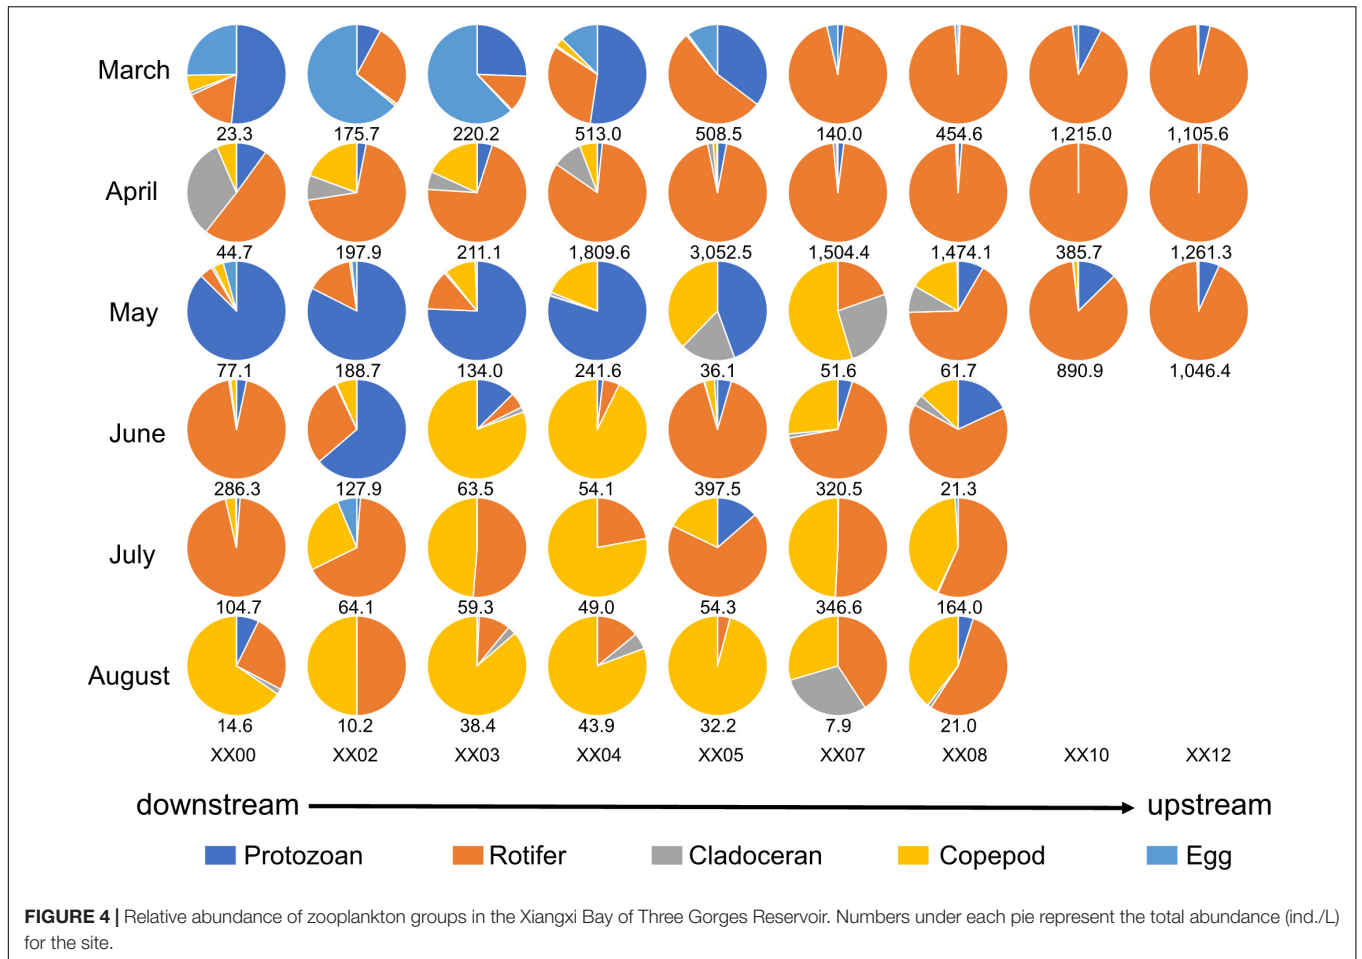 March
23.3 175.7 220.2 513.0 508.5 140.0 454.6 1,215.0 1,105.6
April
44.7 197.9 211.1 1,809.6 3,052.5 1,504.4 1,474.1 385.7 1,261.3
May
77.1 188.7 134.0 241.6 36.1 51.6 61.7 890.9 1,046.4
June
286.3 127.9 63.5 54.1 397.5 320.5 21.3
July
104.7 64.1 59.3 49.0 54.3 346.6 164.0
August
14.6 10.2 38.4 43.9 32.2 7.9 21.0
XX00 XX02 XX03 XX04 XX05 XX07 XX08 XX10 XX12
downstream upstream
Protozoan Rotifer Cladoceran Copepod Egg
FIGURE 4 | Relative abundance of zooplankton groups in the Xiangxi Bay of Three Gorges Reservoir. Numbers under each pie represent the total abundance (ind./L)
for the site.